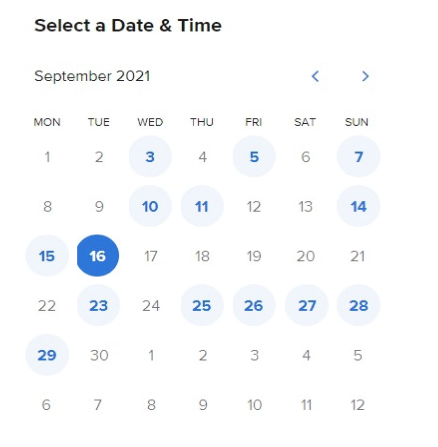 Select a Date & Time
September 2021
MON TUE WED THU FRI SAT SUN
1 2 3 4 5 6 7
8 9 10 11 12 13 14
15 16 17 18 19 20 21
22 23 24 25 26 27 28
29 30 1 2 3 4 5
6 7 8 9 10 11 12